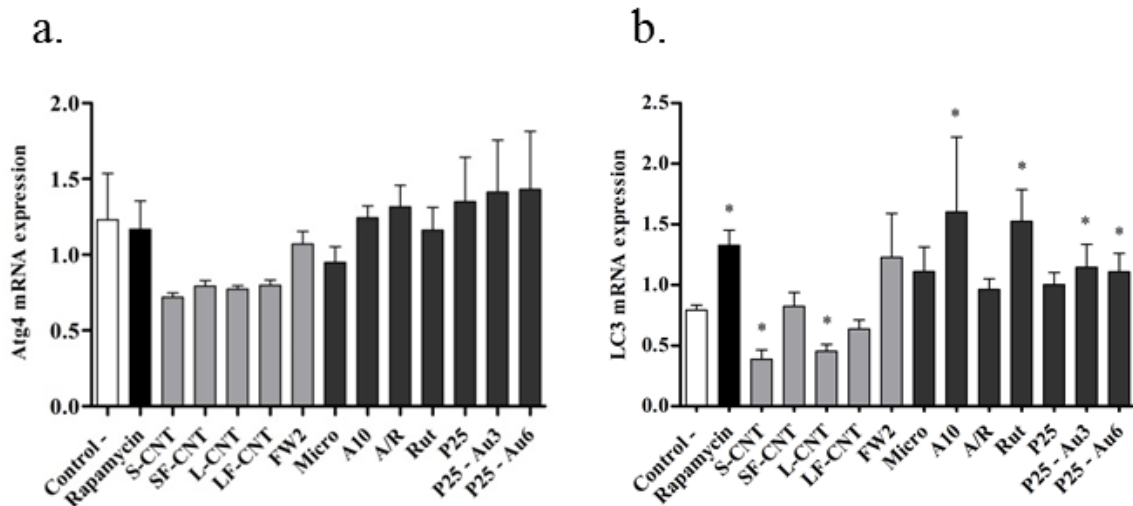 a.
Atg4 mRNA expression
2.0
1.5
1.0
0.5
0.0
Control -
Rapamycin
S-CNT
SF-CNT
L-CNT
LF-CNT
FW2
Micro
A10
A/R
Rut
P25
P25 - Au3
P25 - Au6
b.
LC3 mRNA expression
2.5
2.0
1.5
1.0
0.5
0.0
* * * * * * *
Control -
Rapamycin
S-CNT
SF-CNT
L-CNT
LF-CNT
FW2
Micro
A10
A/R
Rut
P25
P25 - Au3
P25 - Au6